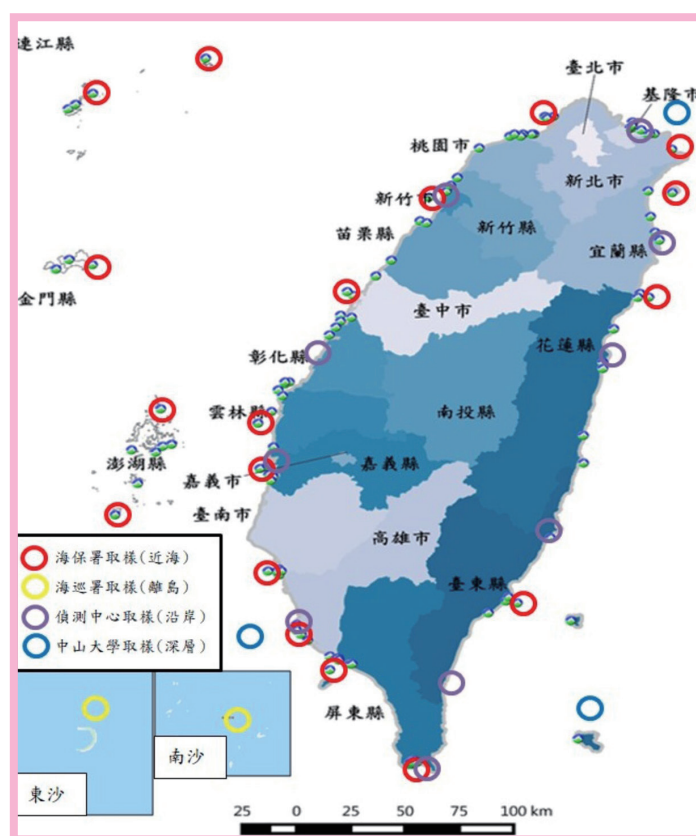 連江縣
臺北市
基隆市
桃園市
新北市
新竹市
新竹縣
苗栗縣
宜蘭縣
金門縣
臺中市
花蓮縣
彰化縣
雲林縣
南投縣
澎湖縣
嘉義縣
嘉義市
臺南市
高雄市
臺東縣
屏東縣
海保署取樣(近海)
海巡署取樣(離島)
偵測中心取樣(沿岸)
中山大學取樣(深層)
東沙
南沙
25 0 25 50 75 100 km